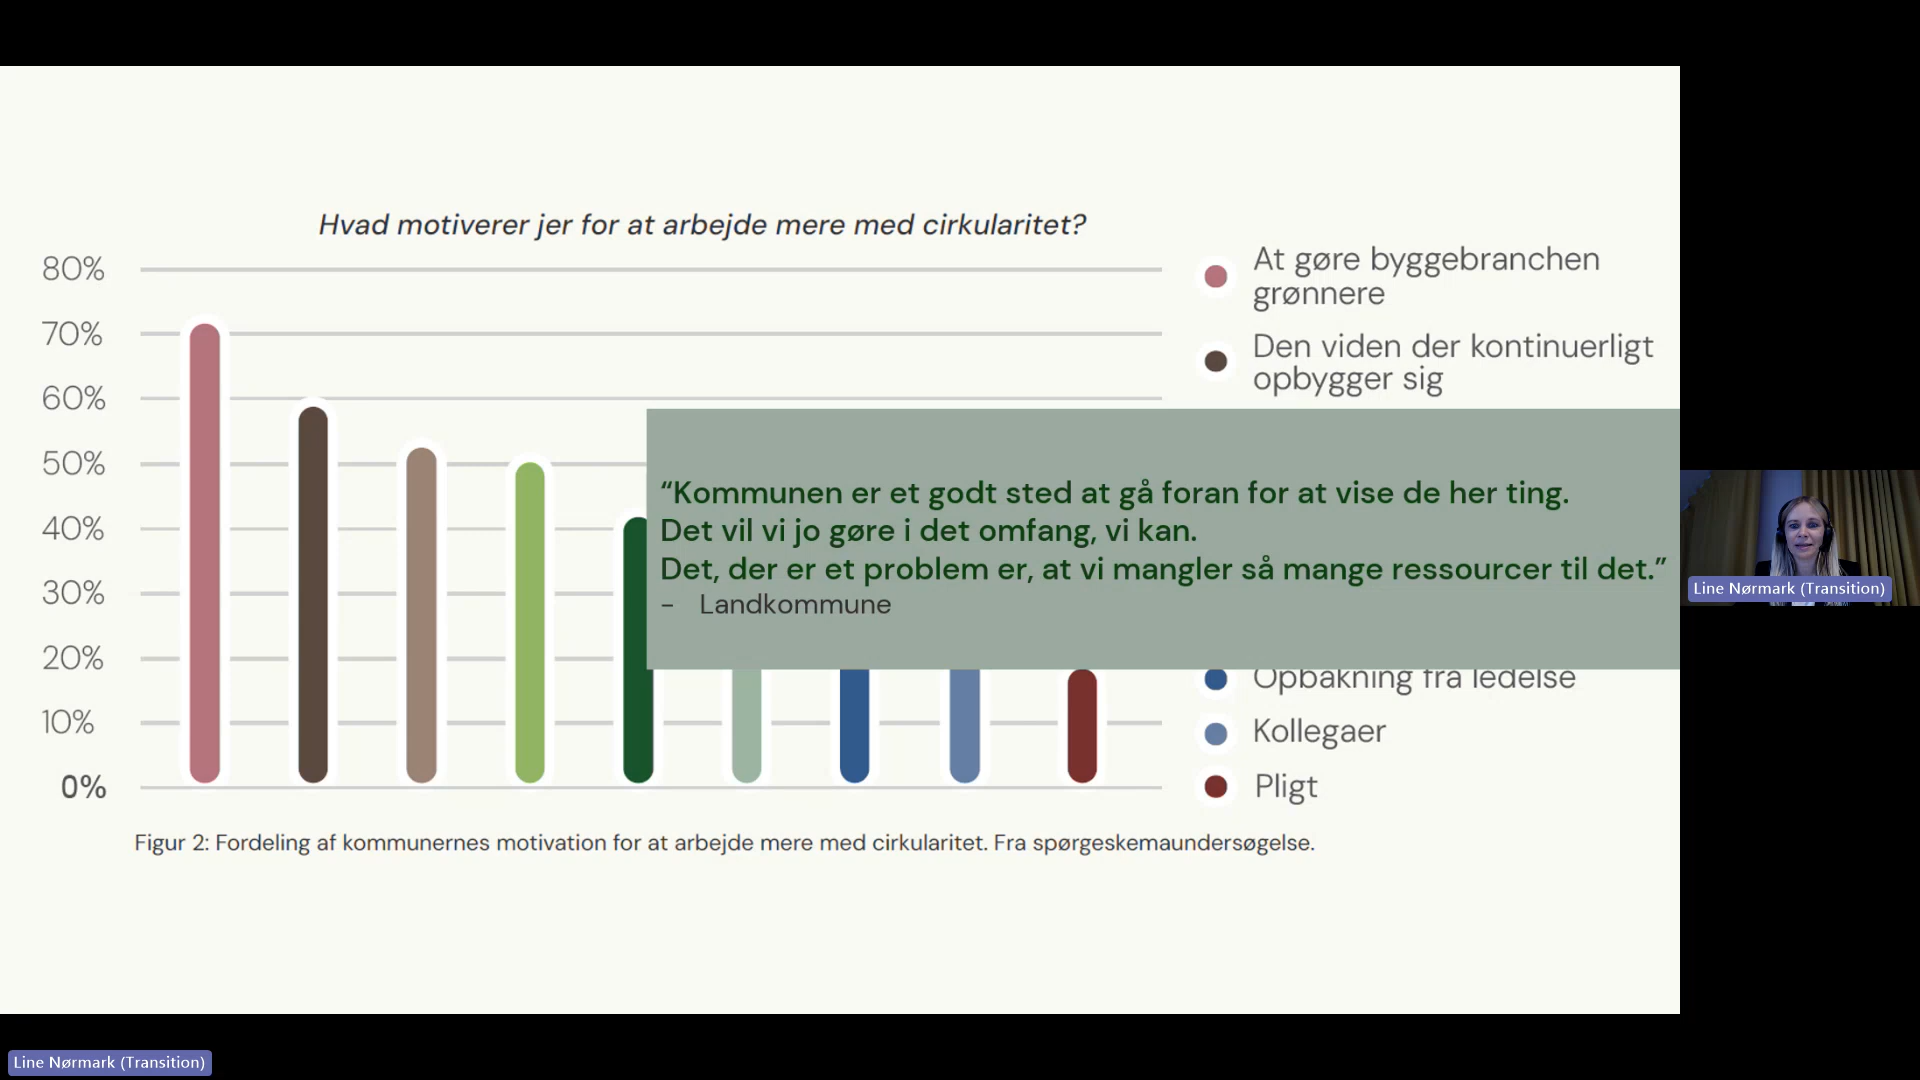 Hvad motiverer jer for at arbejde mere med cirkularitet?
80%
70%
60%
50%
40%
30%
20%
10%
0%
At gøre byggebranchen
grønnere
Den viden der kontinuerligt
opbygger sig
“Kommunen er et godt sted at gå foran for at vise de her ting.
Det vil vi jo gøre i det omfang, vi kan.
Det, der er et problem er, at vi mangler så mange ressourcer til det.”
- Landkommune
Opbakning fra ledelse
Kollegaer
Pligt
Figur 2: Fordeling af kommunernes motivation for at arbejde mere med cirkularitet. Fra spørgeskemaundersøgelse.
Line Nørmark (Transition)
Line Nørmark (Transition)